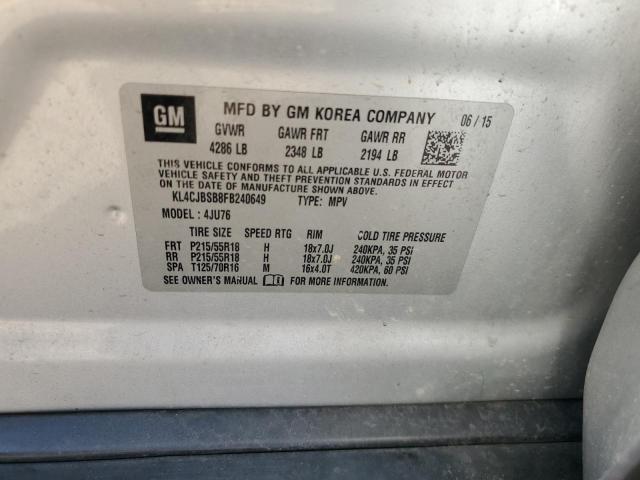 GM
MFD BY GM KOREA COMPANY 06 / 15
GVWR GAWR FRT GAWR RR
4286 LB 2348 LB 2194 LB
THIS VEHICLE CONFORMS TO ALL APPLICABLE U.S. FEDERAL MOTOR
VEHICLE SAFETY AND THEFT PREVENTION STANDARDS IN EFFECT
ON THE DATE OF MANUFACTURE SHOWN ABOVE.
KL4CJBSB8FB240649 TYPE: MPV
MODEL : 4JU76
TIRE SIZE SPEED RTG RIM COLD TIRE PRESSURE
FRT P215/55R18 H 18x7.0J 240KPA, 35 PSI
RR P215/55R18 H 18x7.0J 240KPA, 35 PSI
SPA T125/70R16 M 16x4.0T 420KPA, 60 PSI
SEE OWNER'S MANUAL FOR MORE INFORMATION.